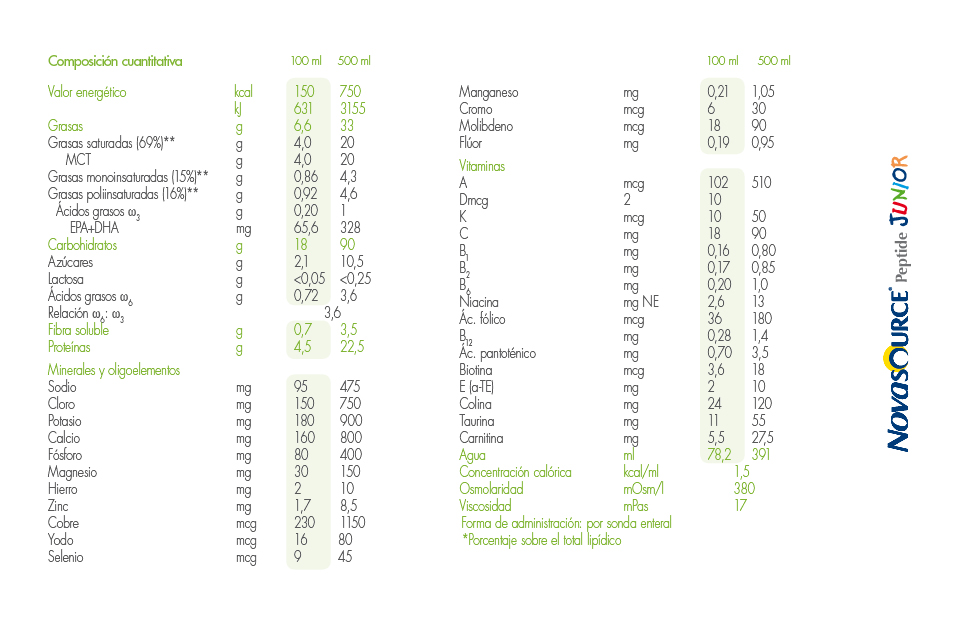 Composición cuantitativa 100 ml 500 ml
Valor energético kcal 150 750
kJ 631 3155
Grasas g 6,6 33
Grasas saturadas (69%)** g 4,0 20
MCT g 4,0 20
Grasas monoinsaturadas (15%)** g 0,86 4,3
Grasas poliinsaturadas (16%)** g 0,92 4,6
Ácidos grasos ω3 g 0,20 1
EPA+DHA mg 65,6 328
Carbohidratos g 18 90
Azúcares g 2,1 10,5
Lactosa g <0,05 <0,25
Ácidos grasos ω6 g 0,72 3,6
Relación ω6: ω3 3,6
Fibra soluble g 0,7 3,5
Proteínas g 4,5 22,5
Minerales y oligoelementos
Sodio mg 95 475
Cloro mg 150 750
Potasio mg 180 900
Calcio mg 160 800
Fósforo mg 80 400
Magnesio mg 30 150
Hierro mg 2 10
Zinc mg 1,7 8,5
Cobre mcg 230 1150
Yodo mcg 16 80
Selenio mcg 9 45
100 ml 500 ml
Manganeso mg 0,21 1,05
Cromo mcg 6 30
Molibdeno mcg 18 90
Flúor mg 0,19 0,95
Vitaminas
A mcg 102 510
Dmcg 2 10
K mcg 10 50
C mg 18 90
B1 mg 0,16 0,80
B2 mg 0,17 0,85
B6 mg 0,20 1,0
Niacina mg NE 2,6 13
Ác. fólico mcg 36 180
B12 mg 0,28 1,4
Ác. pantoténico mg 0,70 3,5
Biotina mcg 3,6 18
E (α-TE) mg 2 10
Colina mg 24 120
Taurina mg 11 55
Carnitina mg 5,5 27,5
Agua ml 78,2 391
Concentración calórica kcal/ml 1,5
Osmolaridad mOsm/l 380
Viscosidad mPas 17
Forma de administración: por sonda enteral
*Porcentaje sobre el total lipídico
NOVASOURCE® Peptide JUNIOR